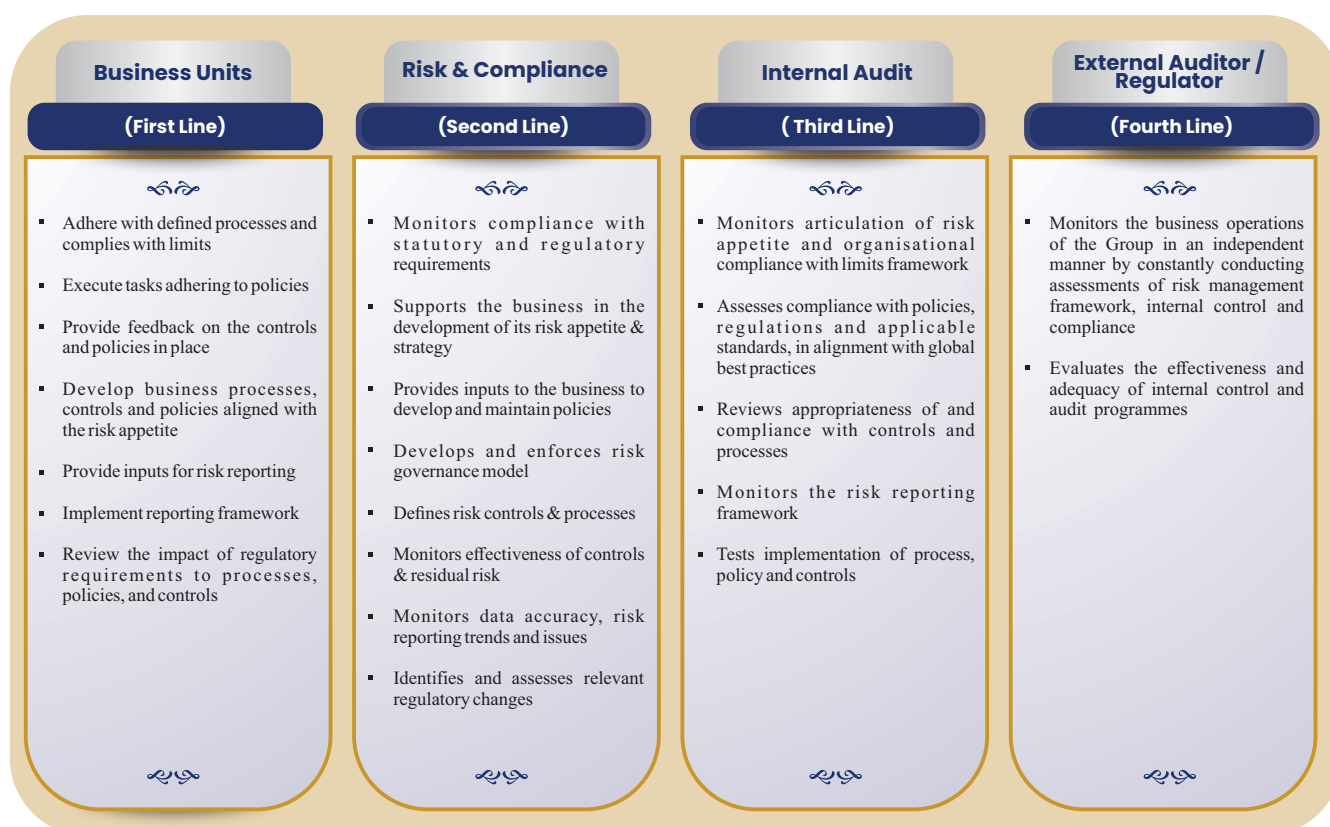 Business Units
(First Line)
Adhere with defined processes and
complies with limits
Execute tasks adhering to policies
Provide feedback on the controls
and policies in place
Develop business processes,
controls and policies aligned with
the risk appetite
Provide inputs for risk reporting
Implement reporting framework
Review the impact of regulatory
requirements to processes,
policies, and controls
Risk & Compliance
(Second Line)
Monitors compliance with
statutory and regulatory
requirements
Supports the business in the
development of its risk appetite &
strategy
Provides inputs to the business to
develop and maintain policies
Develops and enforces risk
governance model
Defines risk controls & processes
Monitors effectiveness of controls
& residual risk
Monitors data accuracy, risk
reporting trends and issues
Identifies and assesses relevant
regulatory changes
Internal Audit
( Third Line)
Monitors articulation of risk
appetite and organisational
compliance with limits framework
Assesses compliance with policies,
regulations and applicable
standards, in alignment with global
best practices
Reviews appropriateness of and
compliance with controls and
processes
Monitors the risk reporting
framework
Tests implementation of process,
policy and controls
External Auditor /
Regulator
(Fourth Line)
Monitors the business operations
of the Group in an independent
manner by constantly conducting
assessments of risk management
framework, internal control and
compliance
Evaluates the effectiveness and
adequacy of internal control and
audit programmes